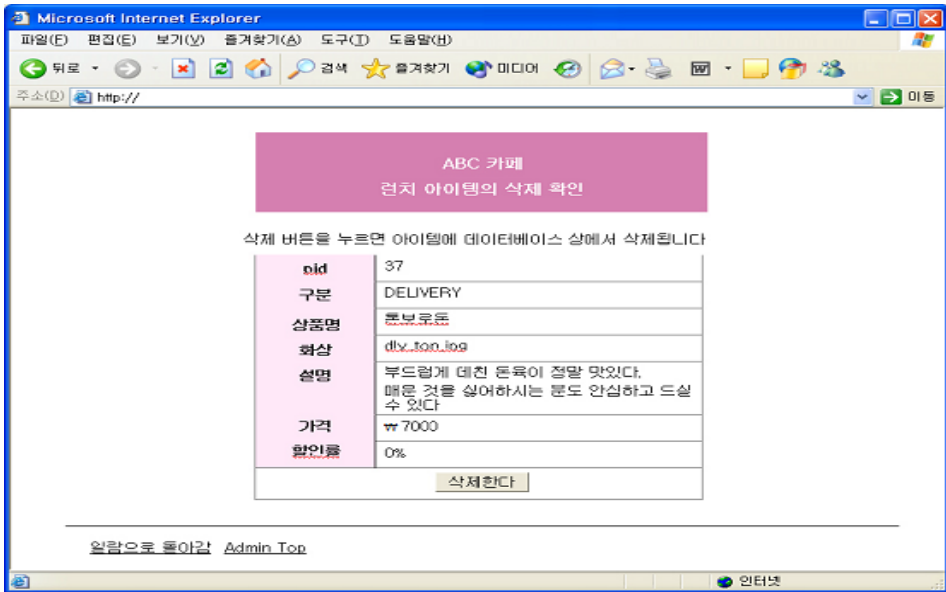 Microsoft Internet Explorer
파일(F) 편집(E) 보기(V) 즐겨찾기(A) 도구(T) 도움말(H)
뒤로 검색 즐겨찾기 미디어
주소(D) http:// 이동
ABC 카페
런치 아이템의 삭제 확인
삭제 버튼을 누르면 아이템에 데이터베이스 상에서 삭제됩니다
pid 37
구분 DELIVERY
상품명 톤보로돈
화상 dly_ton.jpg
설명 부드럽게 데친 돈육이 정말 맛있다.
매운 것을 싫어하시는 분도 안심하고 드실
수 있다
가격 ₩7000
할인률 0%
삭제한다
일람으로 돌아감 Admin Top
인터넷